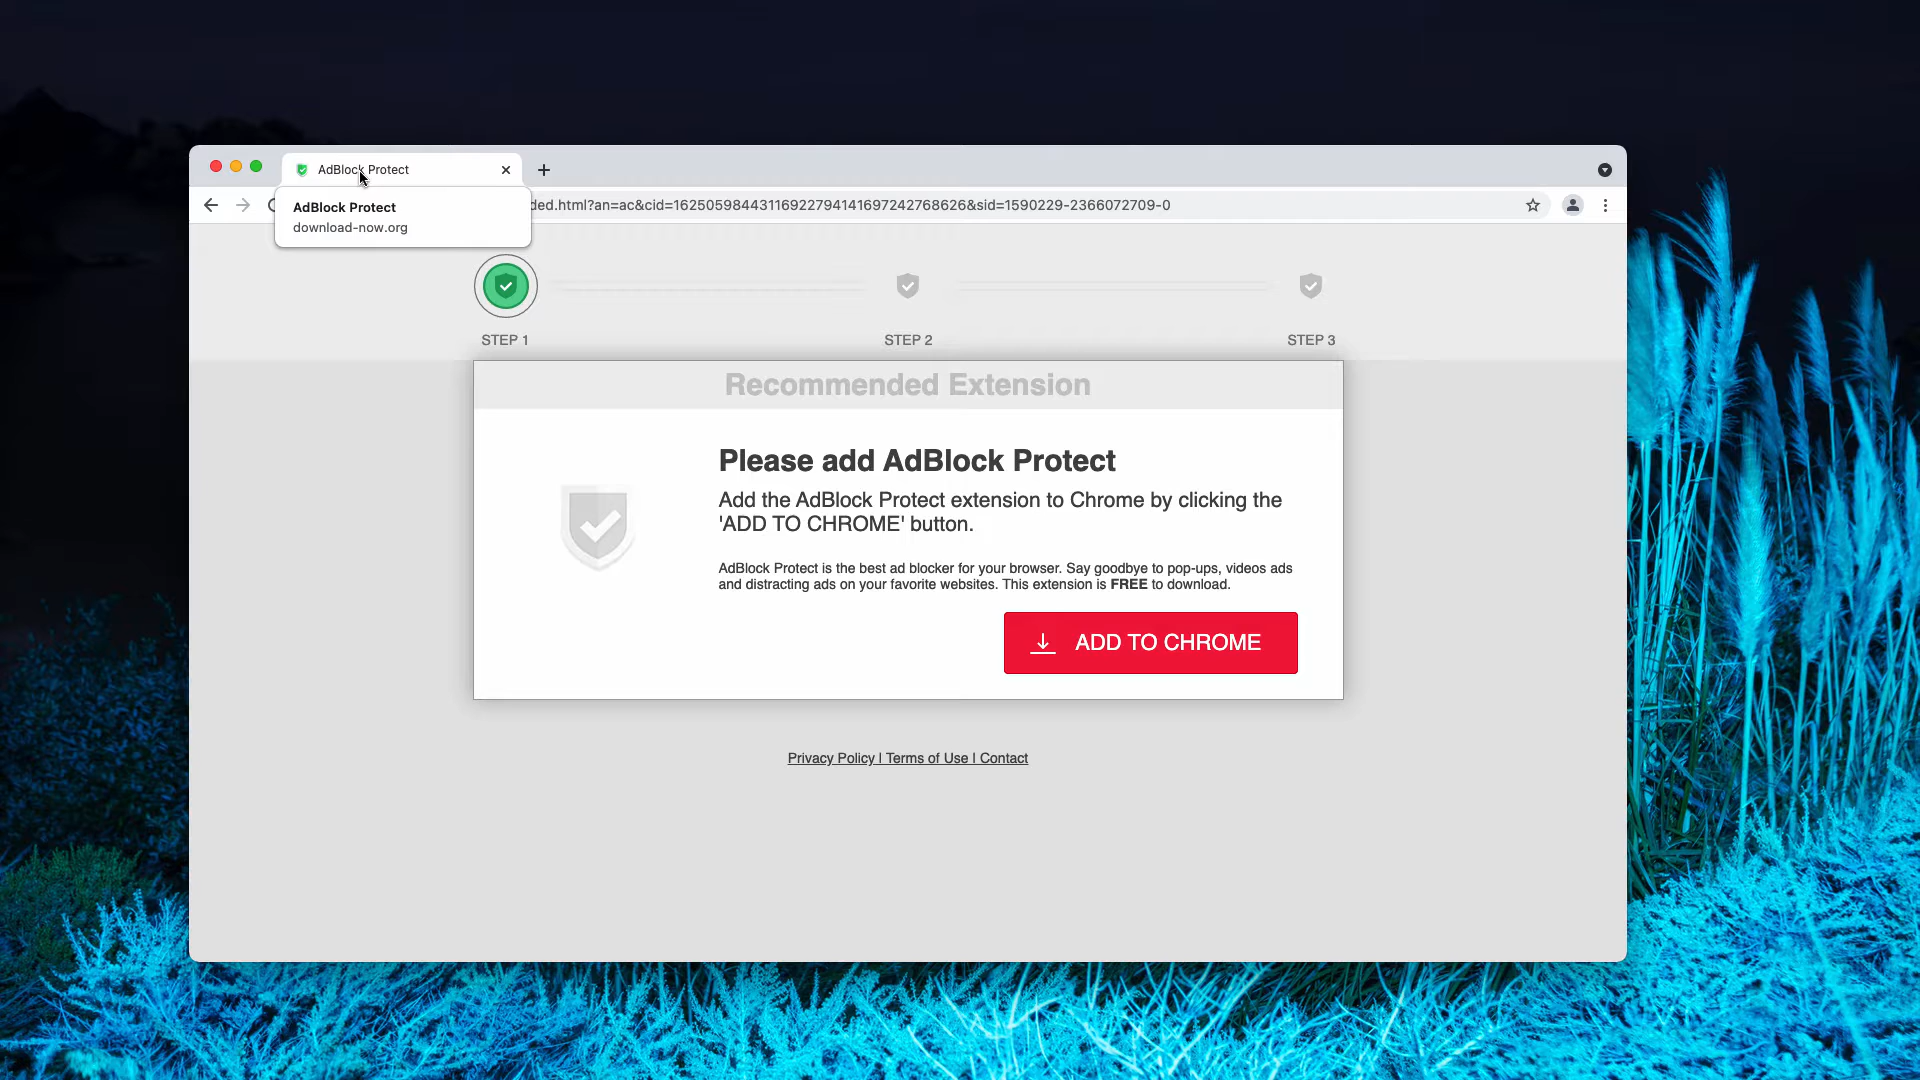 AdBlock Protect
AdBlock Protect
download-now.org
ded.html?an=ac&cid=16250598443116922794141697242768626&sid=1590229-2366072709-0
STEP 1
STEP 2
STEP 3
Recommended Extension
Please add AdBlock Protect
Add the AdBlock Protect extension to Chrome by clicking the
'ADD TO CHROME' button.
AdBlock Protect is the best ad blocker for your browser. Say goodbye to pop-ups, videos ads
and distracting ads on your favorite websites. This extension is FREE to download.
ADD TO CHROME
Privacy Policy | Terms of Use | Contact